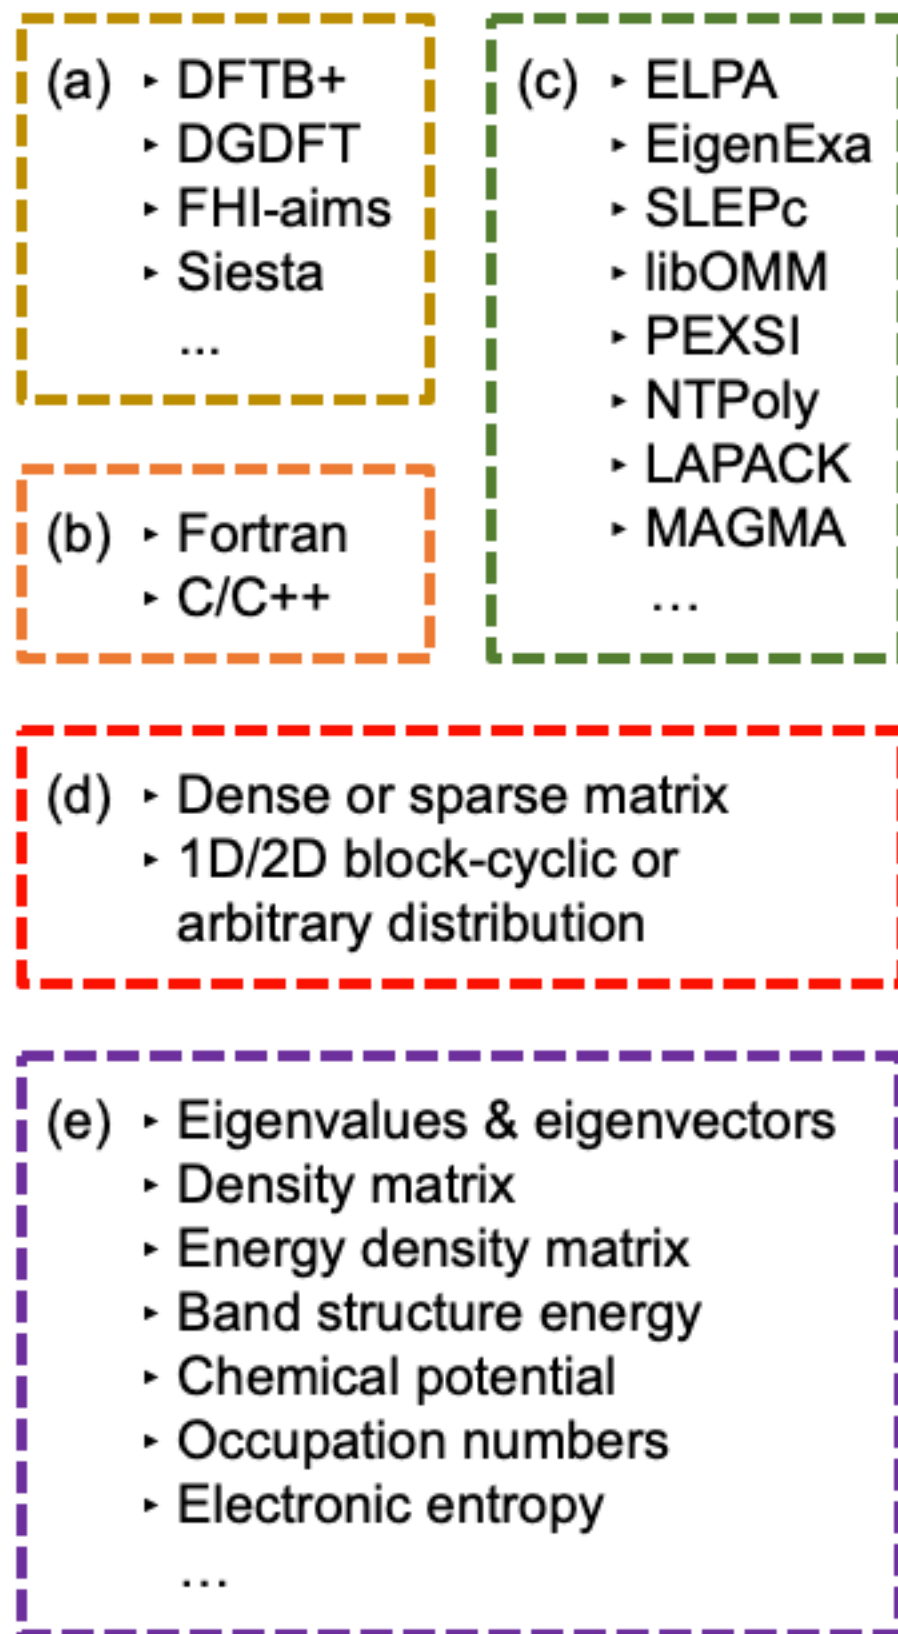 (a) ‣ DFTB+
‣ DGDFT
‣ FHI-aims
‣ Siesta
...
(b) ‣ Fortran
‣ C/C++
(c) ‣ ELPA
‣ EigenExa
‣ SLEPc
‣ libOMM
‣ PEXSI
‣ NTPoly
‣ LAPACK
‣ MAGMA
...
(d) ‣ Dense or sparse matrix
‣ 1D/2D block-cyclic or
arbitrary distribution
(e) ‣ Eigenvalues & eigenvectors
‣ Density matrix
‣ Energy density matrix
‣ Band structure energy
‣ Chemical potential
‣ Occupation numbers
‣ Electronic entropy
...